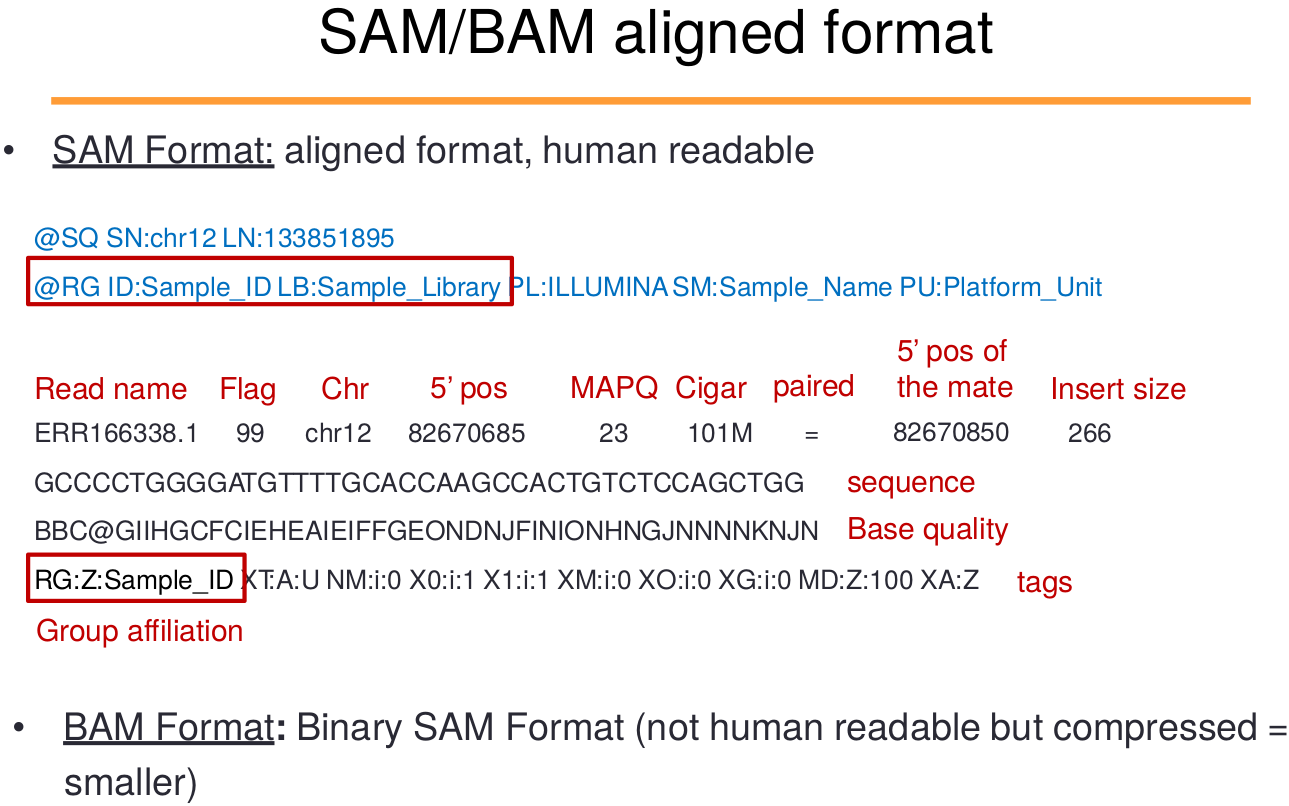 SAM/BAM aligned format
• SAM Format: aligned format, human readable
@SQ SN:chr12 LN:133851895
@RG ID:Sample_ID LB:Sample_Library PL:ILLUMINA SM:Sample_Name PU:Platform_Unit
5’ pos of
Read name Flag Chr 5’ pos MAPQ Cigar paired the mate Insert size
ERR166338.1 99 chr12 82670685 23 101M = 82670850 266
GCCCCTGGGGATGTTTTGCACCAAGCCACTGTCTCCAGCTGG sequence
BBC@GIIHGCFCIEHEAIEIFFGEONDNJFINIONHNGJNNNNKNJN Base quality
RG:Z:Sample_ID XT:A:U NM:i:0 X0:i:1 X1:i:1 XM:i:0 XO:i:0 XG:i:0 MD:Z:100 XA:Z tags
Group affiliation
• BAM Format: Binary SAM Format (not human readable but compressed =
smaller)